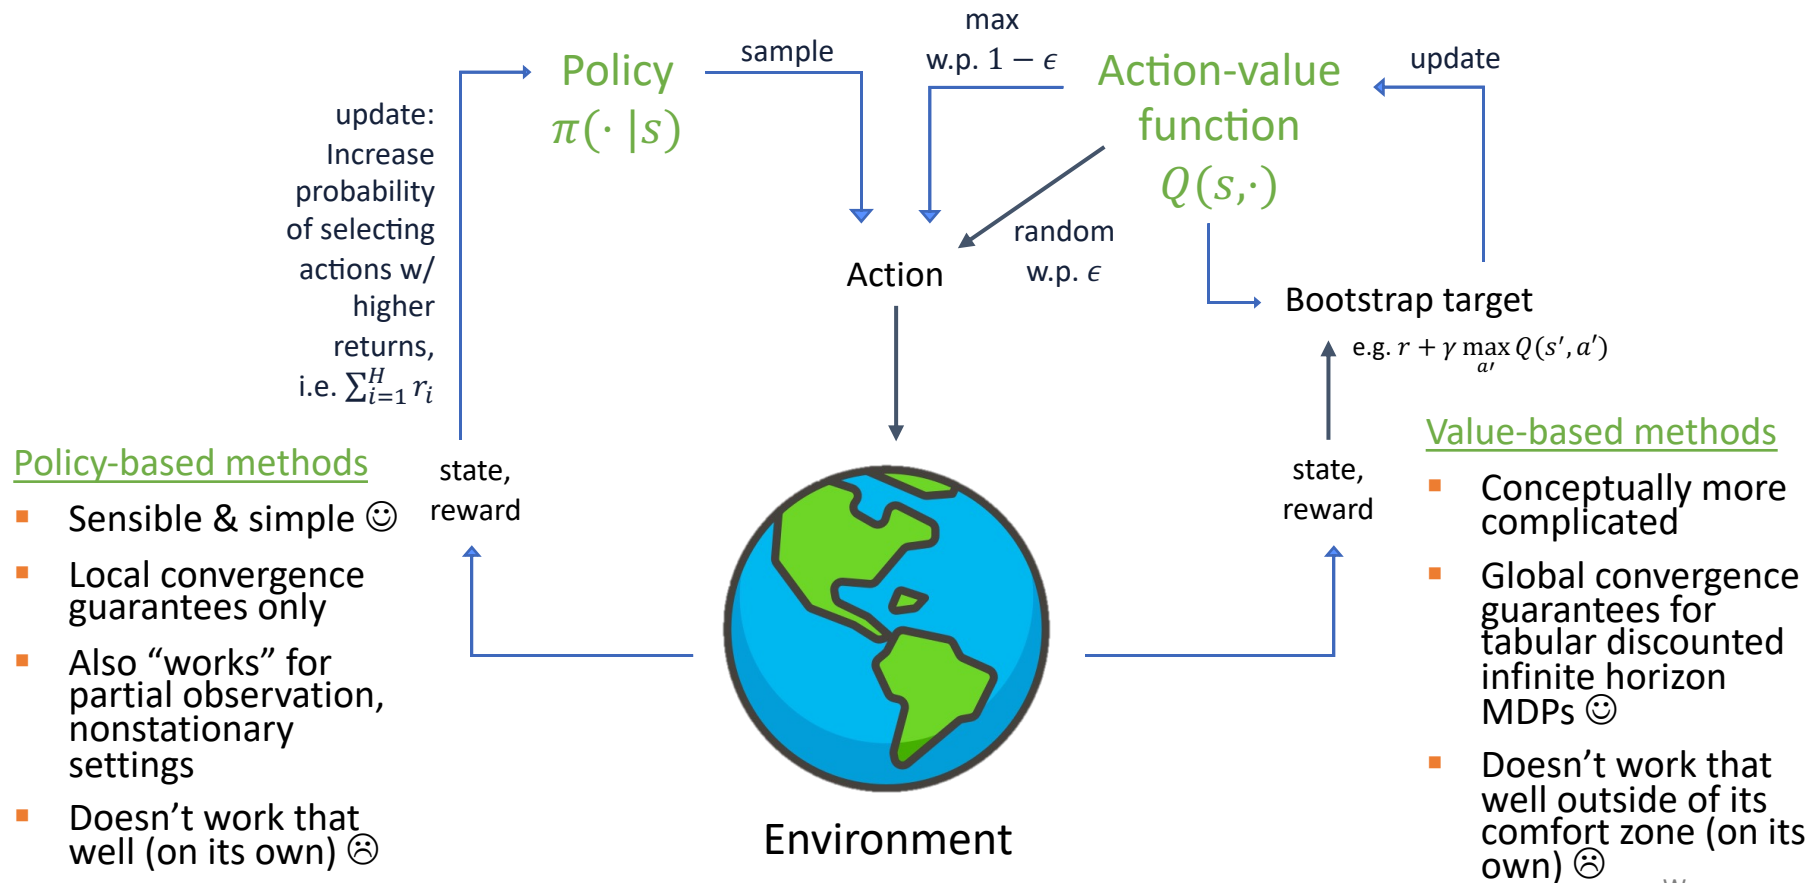 Policy
π(· |s)
sample
max
w.p. 1 − ϵ
Action-value
function
Q(s,·)
update
update:
Increase
probability
of selecting
actions w/
higher
returns,
i.e. ∑_{i=1}^{H} r_i
random
w.p. ϵ
Action
Bootstrap target
e.g. r + γ max_{a′} Q(s′, a′)
state,
reward
state,
reward
Environment
Policy-based methods
▪ Sensible & simple ☺
▪ Local convergence
guarantees only
▪ Also “works” for
partial observation,
nonstationary
settings
▪ Doesn’t work that
well (on its own) ☹
Value-based methods
▪ Conceptually more
complicated
▪ Global convergence
guarantees for
tabular discounted
infinite horizon
MDPs ☺
▪ Doesn’t work that
well outside of its
comfort zone (on its
own) ☹